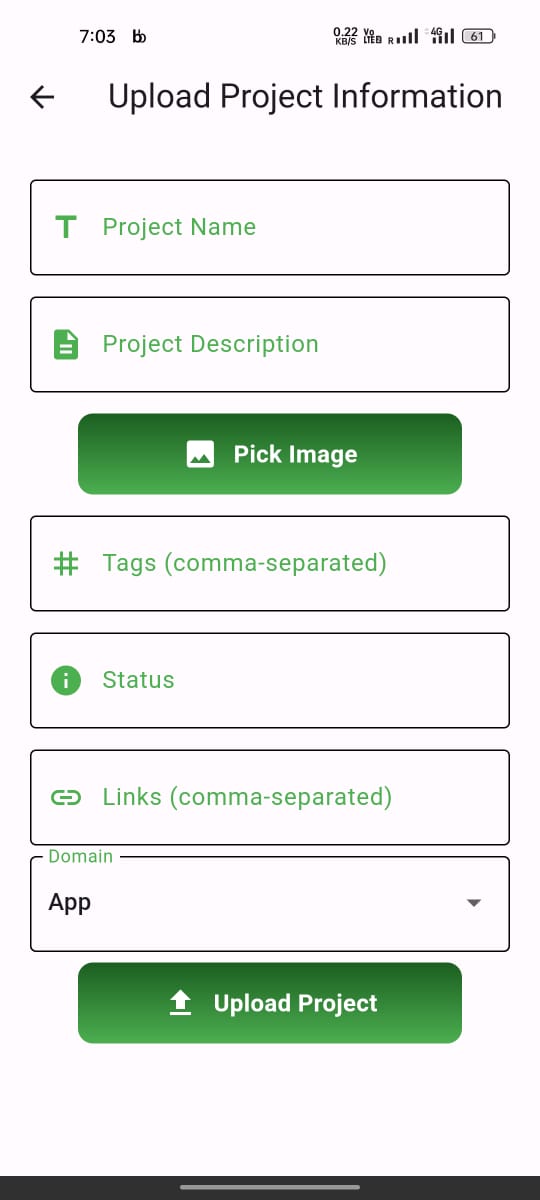 7:03
0.22 KB/S Vo LTE2 R 4G 61
Upload Project Information
Project Name
Project Description
Pick Image
Tags (comma-separated)
Status
Links (comma-separated)
Domain
App
Upload Project